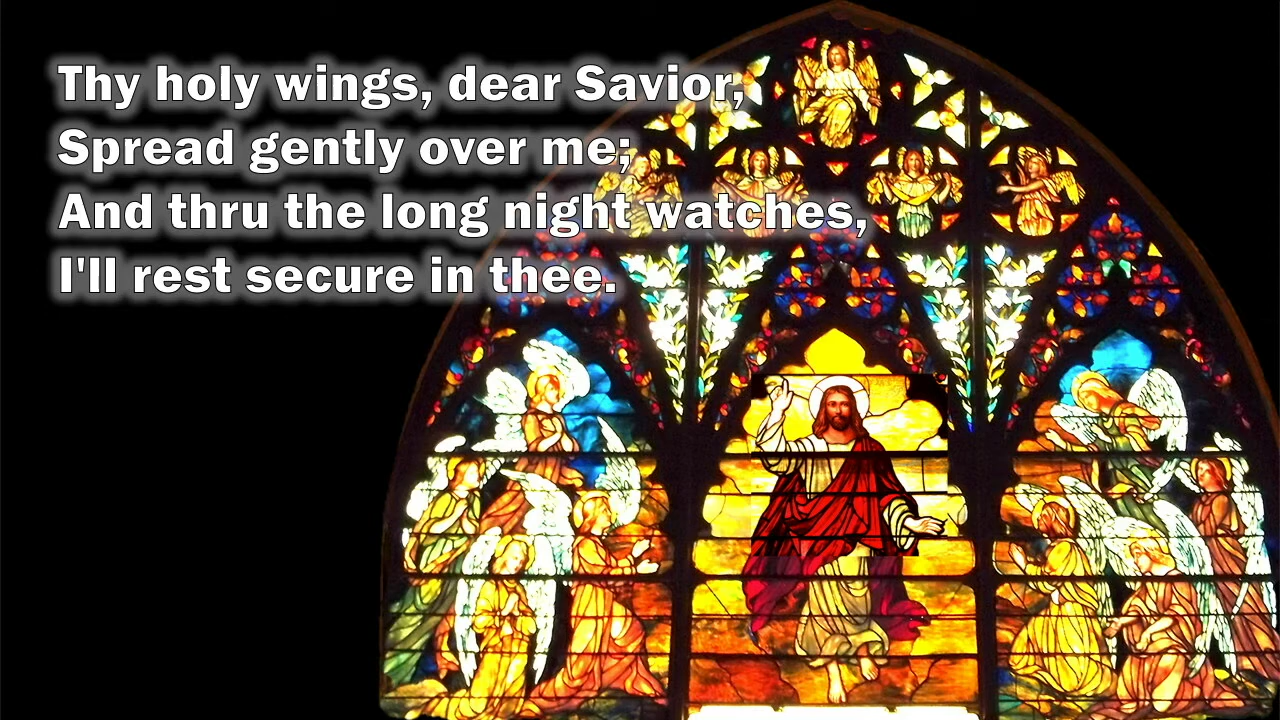 Thy holy wings, dear Savior,
Spread gently over me;
And thru the long night watches,
I'll rest secure in thee.